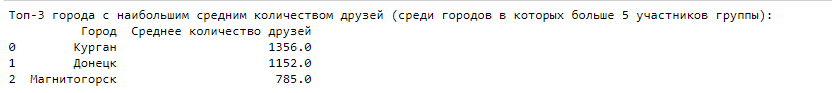 Топ-3 города с наибольшим средним количеством друзей (среди городов в которых больше 5 участников группы):
Город Среднее количество друзей
0 Курган 1356.0
1 Донецк 1152.0
2 Магнитогорск 785.0